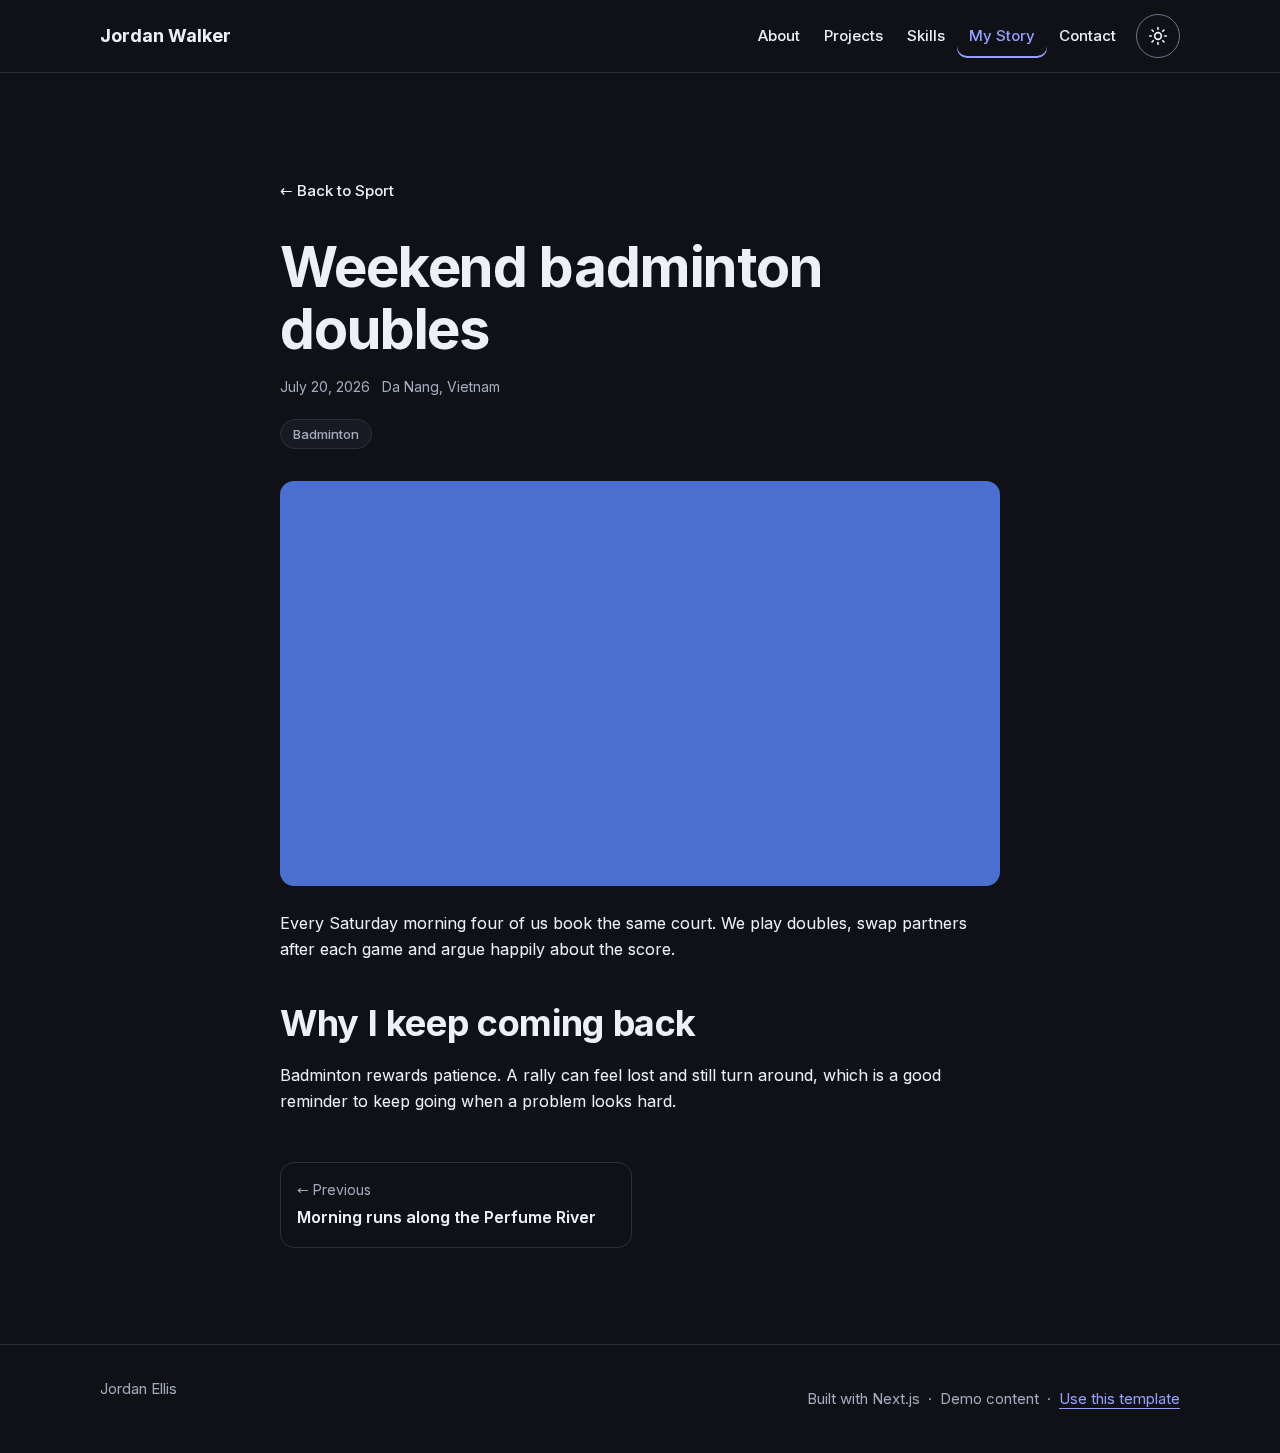 Jordan Walker
About Projects Skills My Story Contact
← Back to Sport
Weekend badminton
doubles
July 20, 2026 Da Nang, Vietnam
Badminton
Every Saturday morning four of us book the same court. We play doubles, swap partners
after each game and argue happily about the score.
Why I keep coming back
Badminton rewards patience. A rally can feel lost and still turn around, which is a good
reminder to keep going when a problem looks hard.
← Previous
Morning runs along the Perfume River
Jordan Ellis
Built with Next.js · Demo content · Use this template